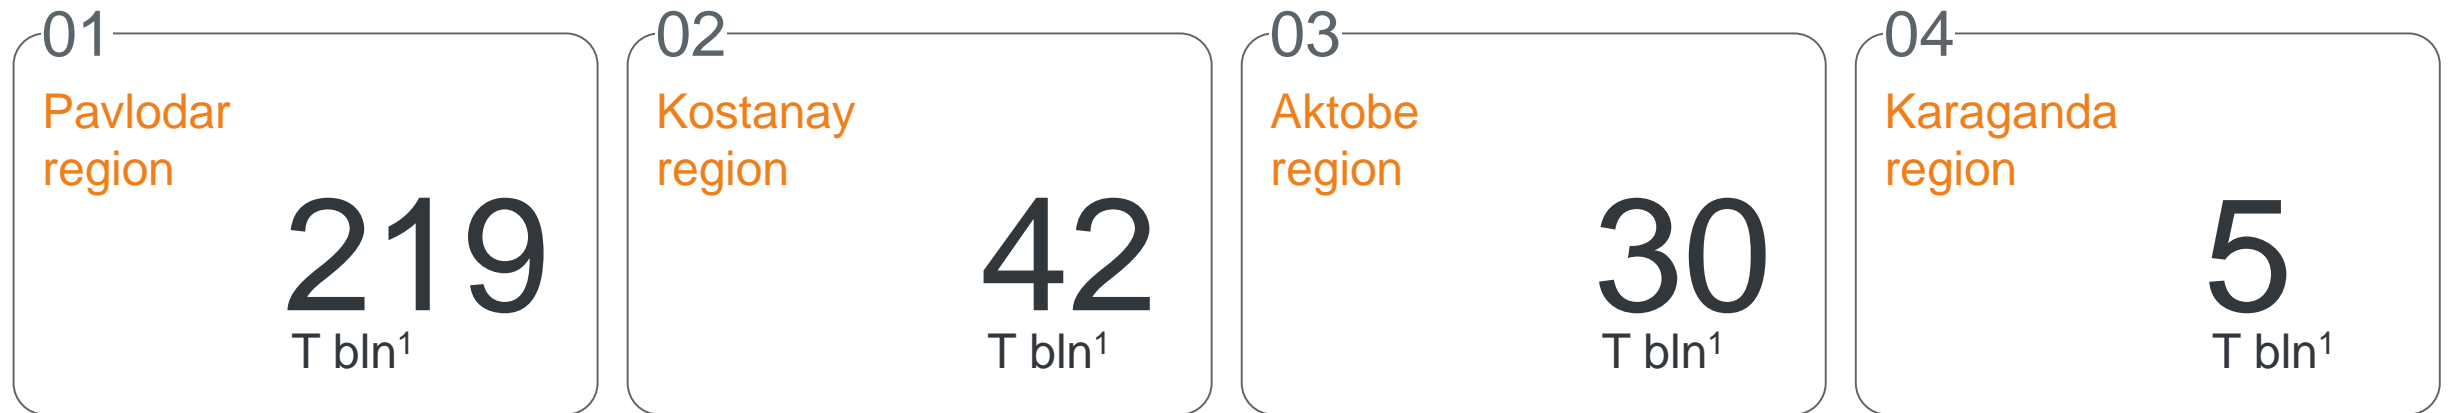 01
Pavlodar
region
219
T bln¹
02
Kostanay
region
42
T bln¹
03
Aktobe
region
30
T bln¹
04
Karaganda
region
5
T bln¹